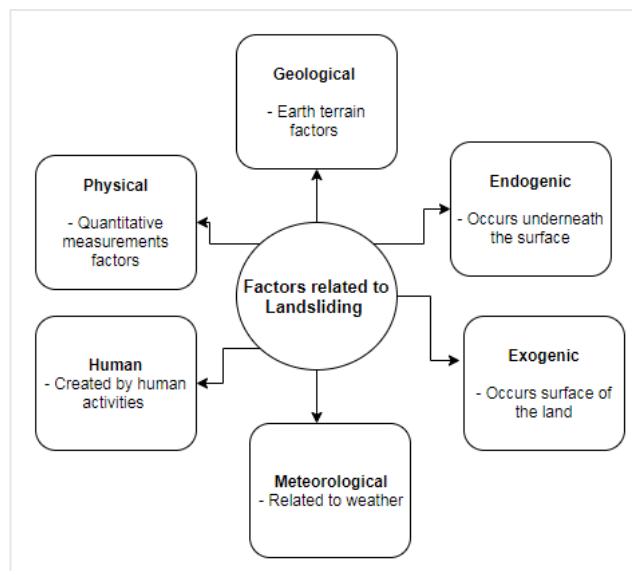 Geological
- Earth terrain
factors
Physical
- Quantitative
measurements
factors
Endogenic
- Occurs underneath
the surface
Factors related to
Landsliding
Human
- Created by human
activities
Exogenic
- Occurs surface of
the land
Meteorological
- Related to weather